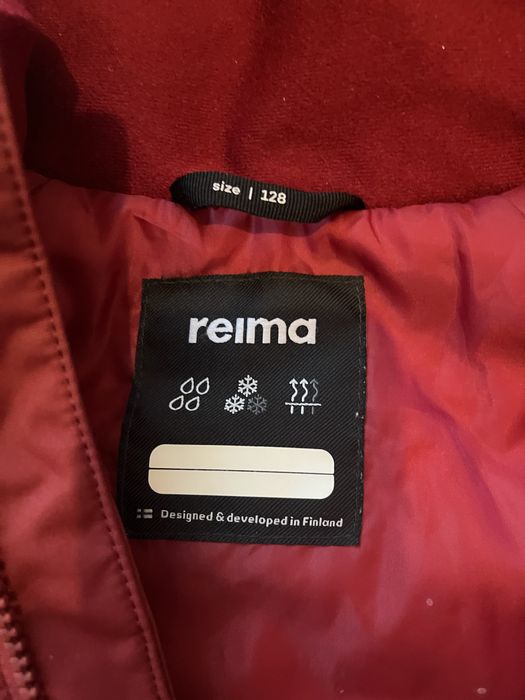 size | 128
reima
Designed & developed in Finland